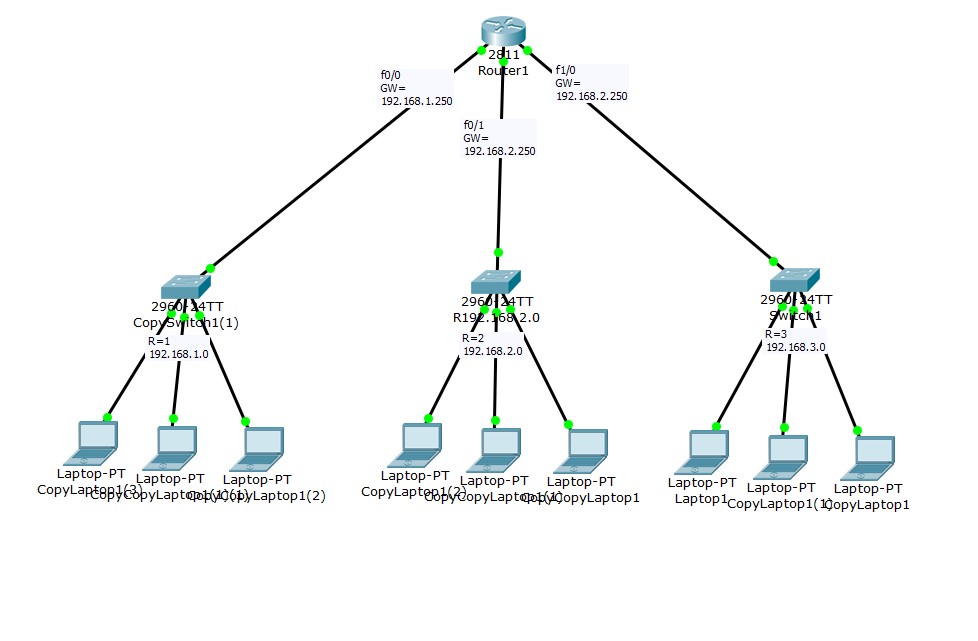 2811
Router1
f0/0
GW=
192.168.1.250
f0/1
GW=
192.168.2.250
f1/0
GW=
192.168.2.250
2960-24TT
CopySwitch1(1)
R=1
192.168.1.0
2960-24TT
R192.168.2.0
R=2
192.168.2.0
2960-24TT
Switch1
R=3
192.168.3.0
Laptop-PT
CopyLaptop1(3)
Laptop-PT
CopyCopyLaptop1(1)(1)
Laptop-PT
CopyCopyLaptop1(2)
Laptop-PT
CopyLaptop1(2)
Laptop-PT
CopyCopyLaptop1(1)
Laptop-PT
CopyCopyLaptop1
Laptop-PT
Laptop1
Laptop-PT
CopyLaptop1(1)
Laptop-PT
CopyLaptop1